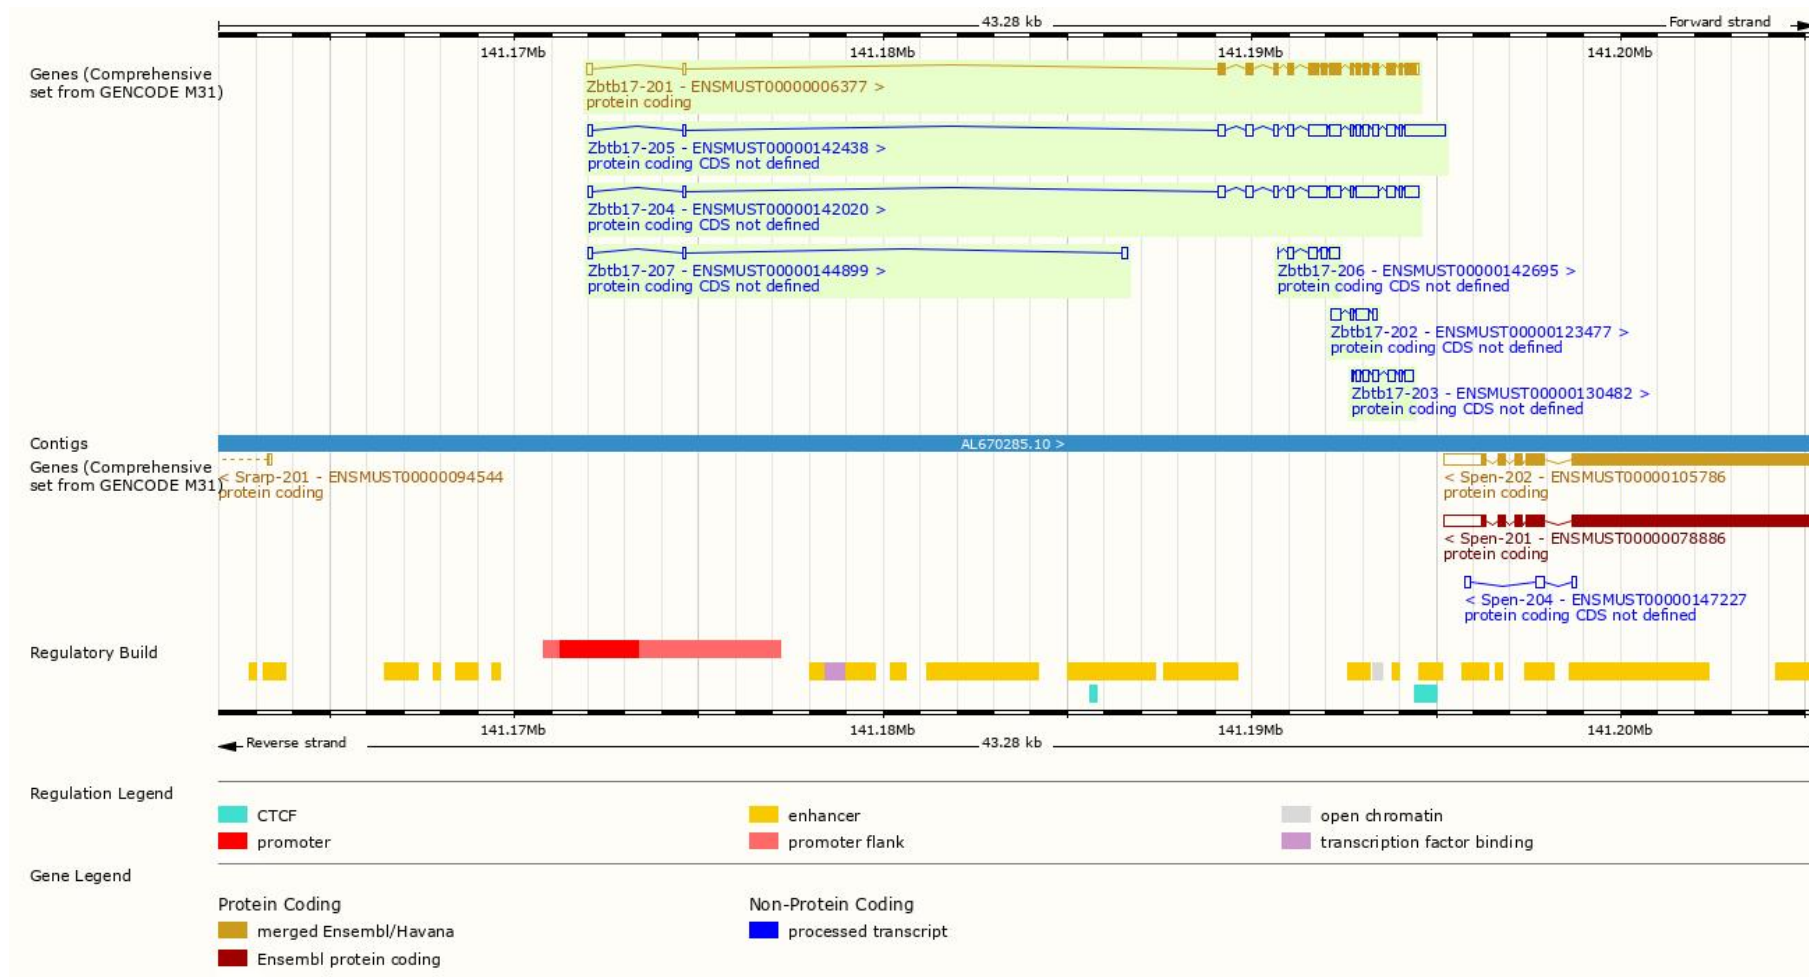 43.28 kb
Forward strand
141.17Mb 141.18Mb 141.19Mb 141.20Mb
Genes (Comprehensive
set from GENCODE M31)
Zbtb17-201 - ENSMUST00000006377 >
protein coding
Zbtb17-205 - ENSMUST00000142438 >
protein coding CDS not defined
Zbtb17-204 - ENSMUST00000142020 >
protein coding CDS not defined
Zbtb17-207 - ENSMUST00000144899 >
protein coding CDS not defined
Zbtb17-206 - ENSMUST00000142695 >
protein coding CDS not defined
Zbtb17-202 - ENSMUST00000123477 >
protein coding CDS not defined
Zbtb17-203 - ENSMUST00000130482 >
protein coding CDS not defined
Contigs
AL670285.10 >
Genes (Comprehensive
set from GENCODE M31)
< Srarp-201 - ENSMUST00000094544
protein coding
< Spen-202 - ENSMUST00000105786
protein coding
< Spen-201 - ENSMUST00000078886
protein coding
< Spen-204 - ENSMUST00000147227
protein coding CDS not defined
Regulatory Build
141.17Mb 141.18Mb 141.19Mb 141.20Mb
Reverse strand
43.28 kb
Regulation Legend
CTCF
enhancer
open chromatin
promoter
promoter flank
transcription factor binding
Gene Legend
Protein Coding
Non-Protein Coding
merged Ensembl/Havana
processed transcript
Ensembl protein coding